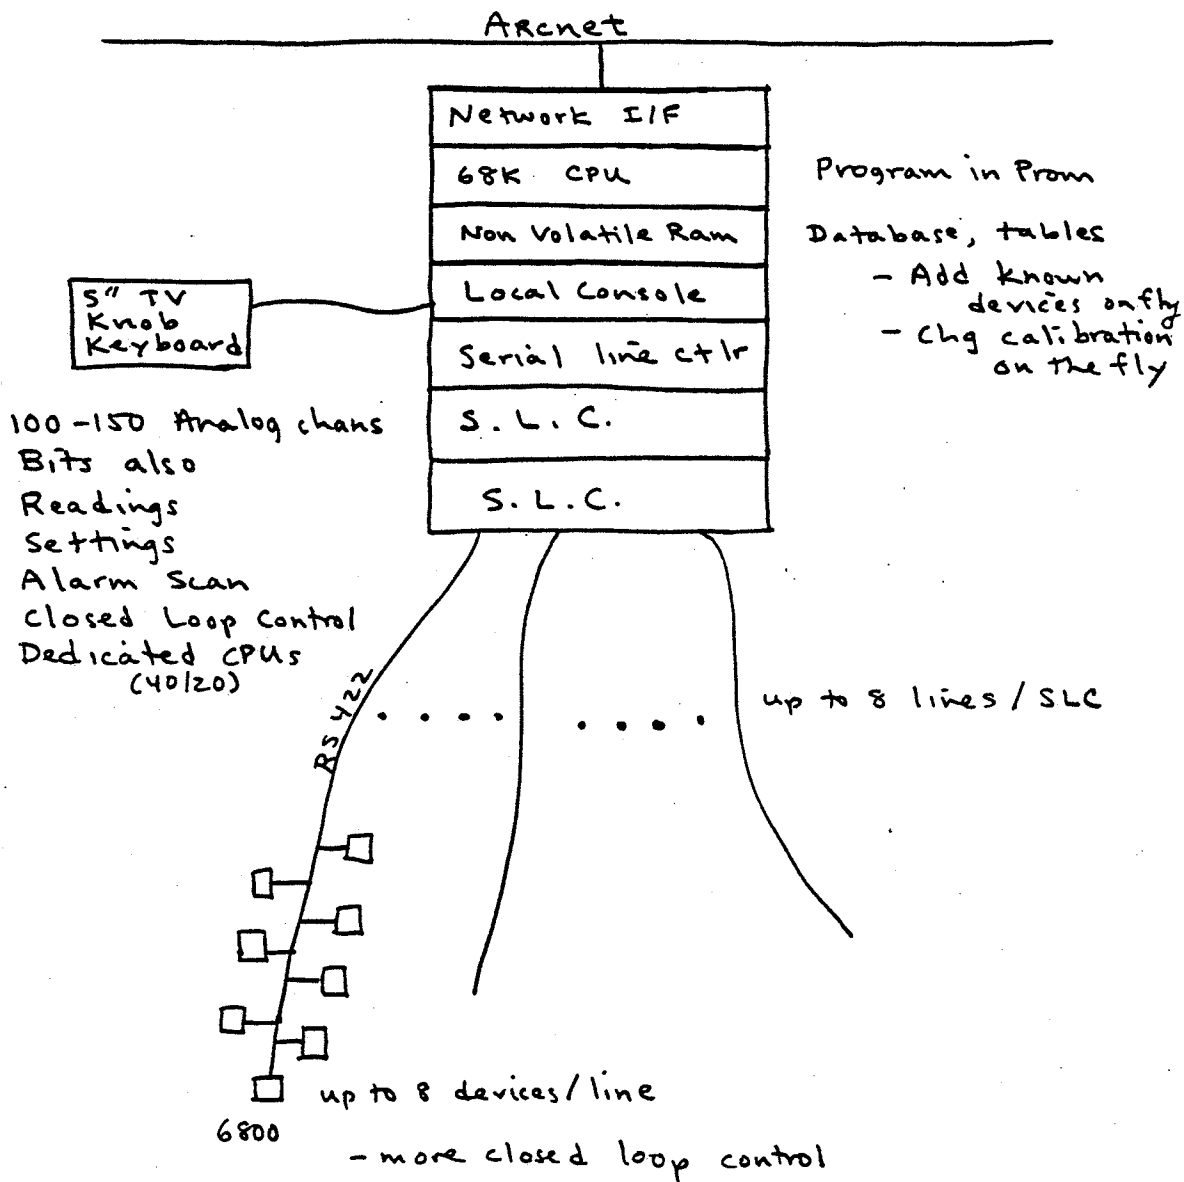 Arcnet
Network I/F
68K CPU
Program in Prom
Non Volatile Ram
Database, tables
- Add known
devices on fly
- Chg calibration
on the fly
Local Console
5" TV
Knob
Keyboard
Serial line ctlr
S. L. C.
S. L. C.
100-150 Analog chans
Bits also
Readings
Settings
Alarm Scan
Closed Loop Control
Dedicated CPUs
(40/20)
RS 422
up to 8 lines / SLC
up to 8 devices / line
6800
- more closed loop control